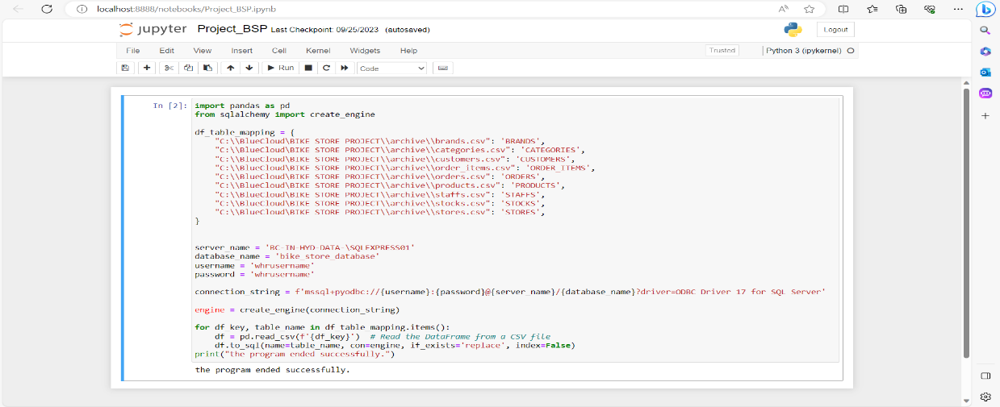 localhost:8888/notebooks/Project_BSP.ipynb
jupyter Project_BSP Last Checkpoint: 09/25/2023 (autosaved)
Logout
File Edit View Insert Cell Kernel Widgets Help
Trusted
Python 3 (ipykernel)
Run
Code
In [2]:
import pandas as pd
from sqlalchemy import create_engine
df_table_mapping = {
"C:\\BlueCloud\BIKE STORE PROJECT\\archive\\brands.csv": 'BRANDS',
"C:\\BlueCloud\BIKE STORE PROJECT\\archive\\categories.csv": 'CATEGORIES',
"C:\\BlueCloud\BIKE STORE PROJECT\\archive\\customers.csv": 'CUSTOMERS',
"C:\\BlueCloud\BIKE STORE PROJECT\\archive\\order_items.csv": 'ORDER_ITEMS',
"C:\\BlueCloud\BIKE STORE PROJECT\\archive\\orders.csv": 'ORDERS',
"C:\\BlueCloud\BIKE STORE PROJECT\\archive\\products.csv": 'PRODUCTS',
"C:\\BlueCloud\BIKE STORE PROJECT\\archive\\staffs.csv": 'STAFFS',
"C:\\BlueCloud\BIKE STORE PROJECT\\archive\\stocks.csv": 'STOCKS',
"C:\\BlueCloud\BIKE STORE PROJECT\\archive\\stores.csv": 'STORES',
}
server_name = 'BC-IN-HYD-DATA-\SQLEXPRESS01'
database_name = 'bike_store_database'
username = 'whrusername'
password = 'whrusername'
connection_string = f'mssql+pyodbc://{username}:{password}@{server_name}/{database_name}?driver=ODBC Driver 17 for SQL Server'
engine = create_engine(connection_string)
for df_key, table_name in df_table_mapping.items():
df = pd.read_csv(f'{df_key}') # Read the DataFrame from a CSV file
df.to_sql(name=table_name, con=engine, if_exists='replace', index=False)
print("the program ended successfully.")
the program ended successfully.